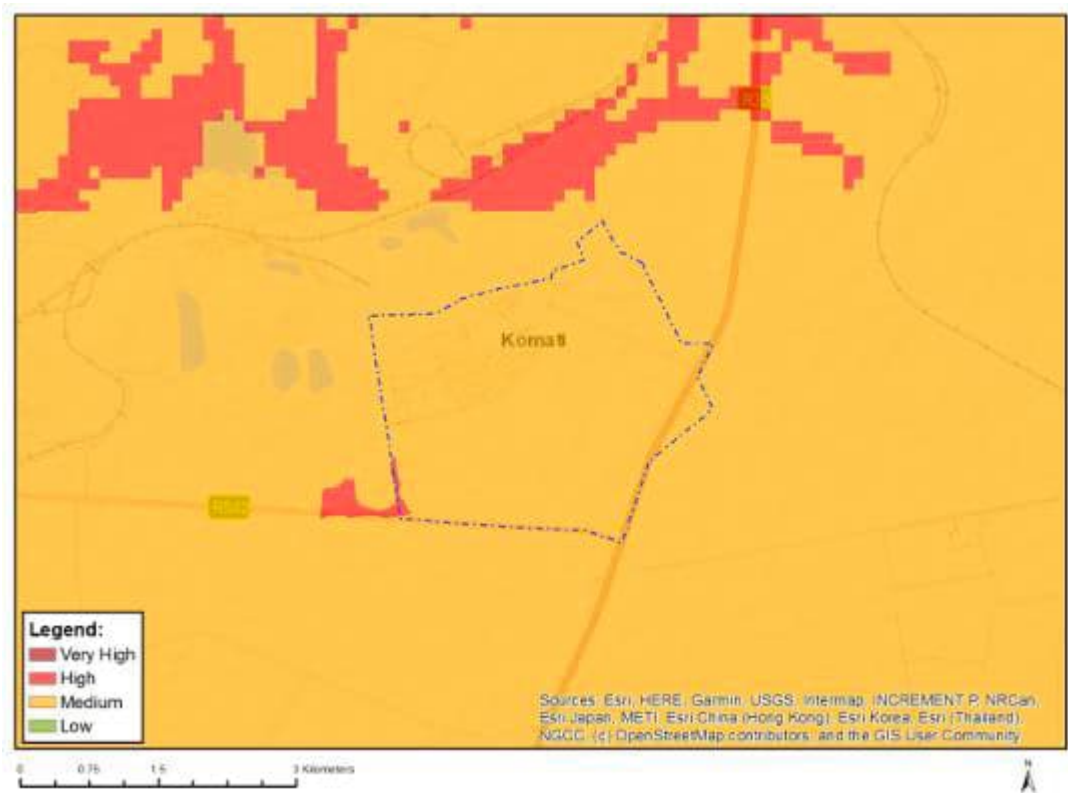 Komati
Legend:
Very High
High
Medium
Low
Sources: Esri, HERE, Garmin, USGS, Intermap, INCREMENT P, NRCan,
Esri Japan, METI, Esri China (Hong Kong), Esri Korea, Esri (Thailand),
NGCC, (c) OpenStreetMap contributors, and the GIS User Community
0 0.75 1.5 3 Kilometers
N